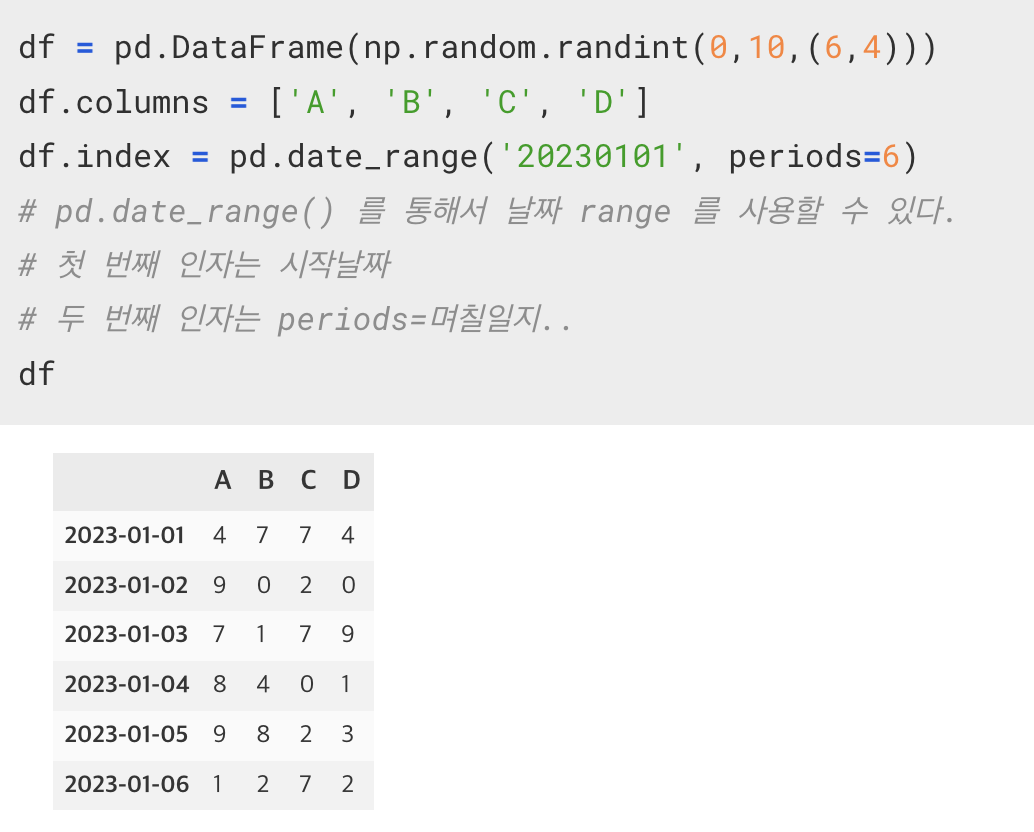 df = pd.DataFrame(np.random.randint(0,10,(6,4)))
df.columns = ['A', 'B', 'C', 'D']
df.index = pd.date_range('20230101', periods=6)
# pd.date_range() 를 통해서 날짜 range 를 사용할 수 있다.
# 첫 번째 인자는 시작날짜
# 두 번째 인자는 periods=며칠일지..
df
A B C D
2023-01-01 4 7 7 4
2023-01-02 9 0 2 0
2023-01-03 7 1 7 9
2023-01-04 8 4 0 1
2023-01-05 9 8 2 3
2023-01-06 1 2 7 2